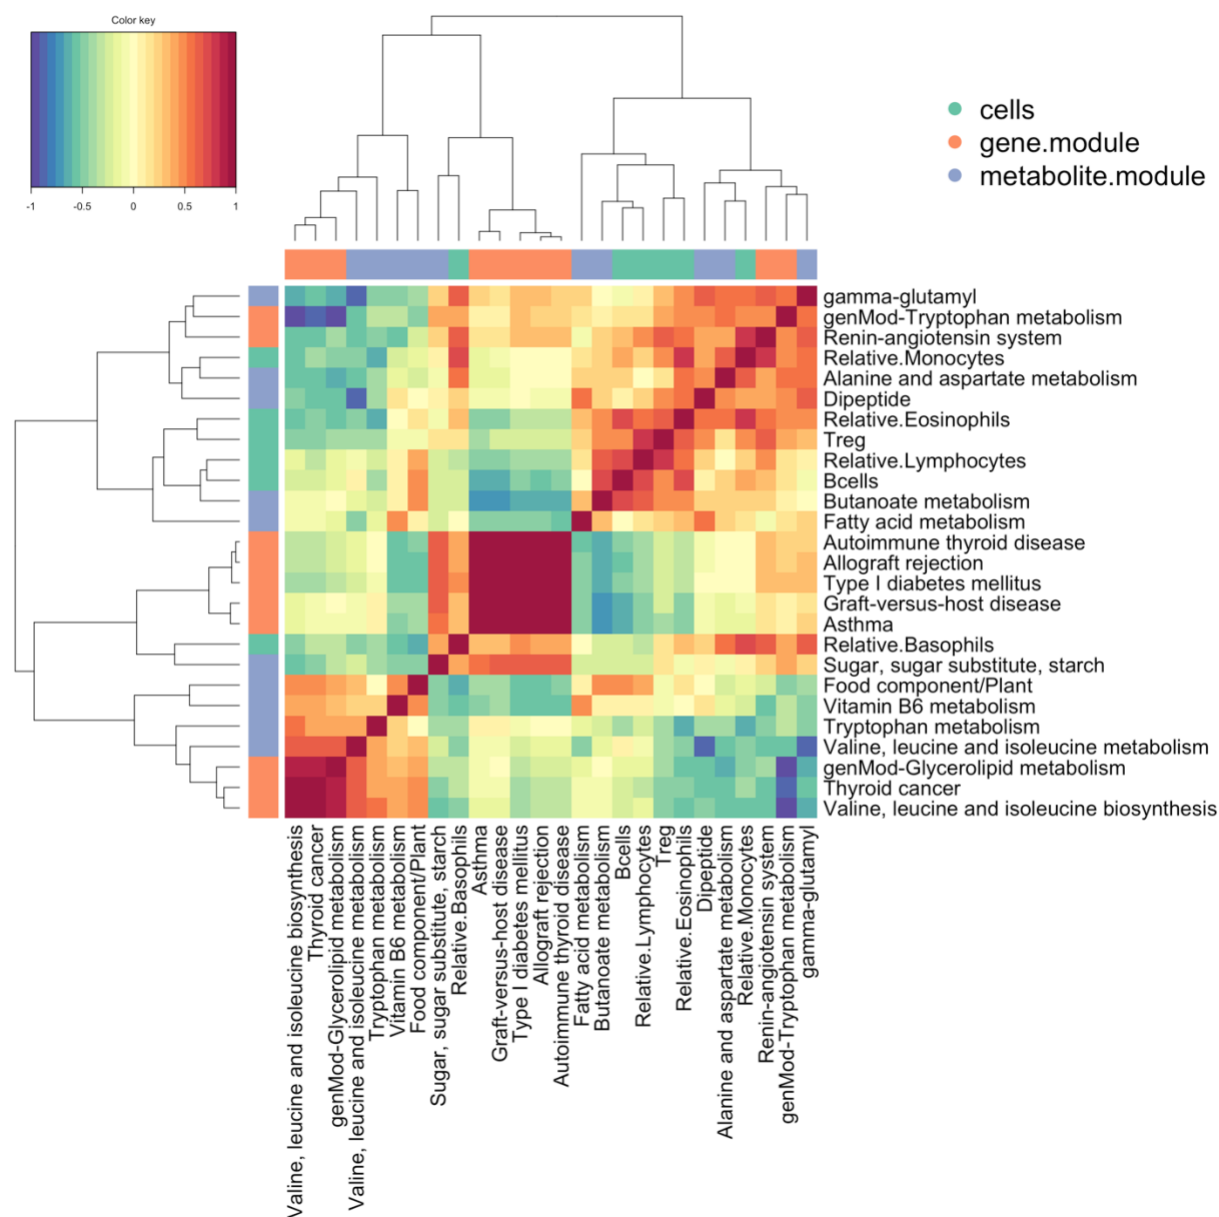 Color key
-1 -0.5 0 0.5 1
cells
gene.module
metabolite.module
gamma-glutamyl
genMod-Tryptophan metabolism
Renin-angiotensin system
Relative.Monocytes
Alanine and aspartate metabolism
Dipeptide
Relative.Eosinophils
Treg
Relative.Lymphocytes
Bcells
Butanoate metabolism
Fatty acid metabolism
Autoimmune thyroid disease
Allograft rejection
Type I diabetes mellitus
Graft-versus-host disease
Asthma
Relative.Basophils
Sugar, sugar substitute, starch
Food component/Plant
Vitamin B6 metabolism
Tryptophan metabolism
Valine, leucine and isoleucine metabolism
genMod-Glycerolipid metabolism
Thyroid cancer
Valine, leucine and isoleucine biosynthesis
Valine, leucine and isoleucine biosynthesis
Thyroid cancer
genMod-Glycerolipid metabolism
Valine, leucine and isoleucine metabolism
Tryptophan metabolism
Vitamin B6 metabolism
Food component/Plant
Sugar, sugar substitute, starch
Relative.Basophils
Asthma
Graft-versus-host disease
Type I diabetes mellitus
Allograft rejection
Autoimmune thyroid disease
Fatty acid metabolism
Butanoate metabolism
Bcells
Relative.Lymphocytes
Treg
Relative.Eosinophils
Dipeptide
Alanine and aspartate metabolism
Relative.Monocytes
Renin-angiotensin system
genMod-Tryptophan metabolism
gamma-glutamyl